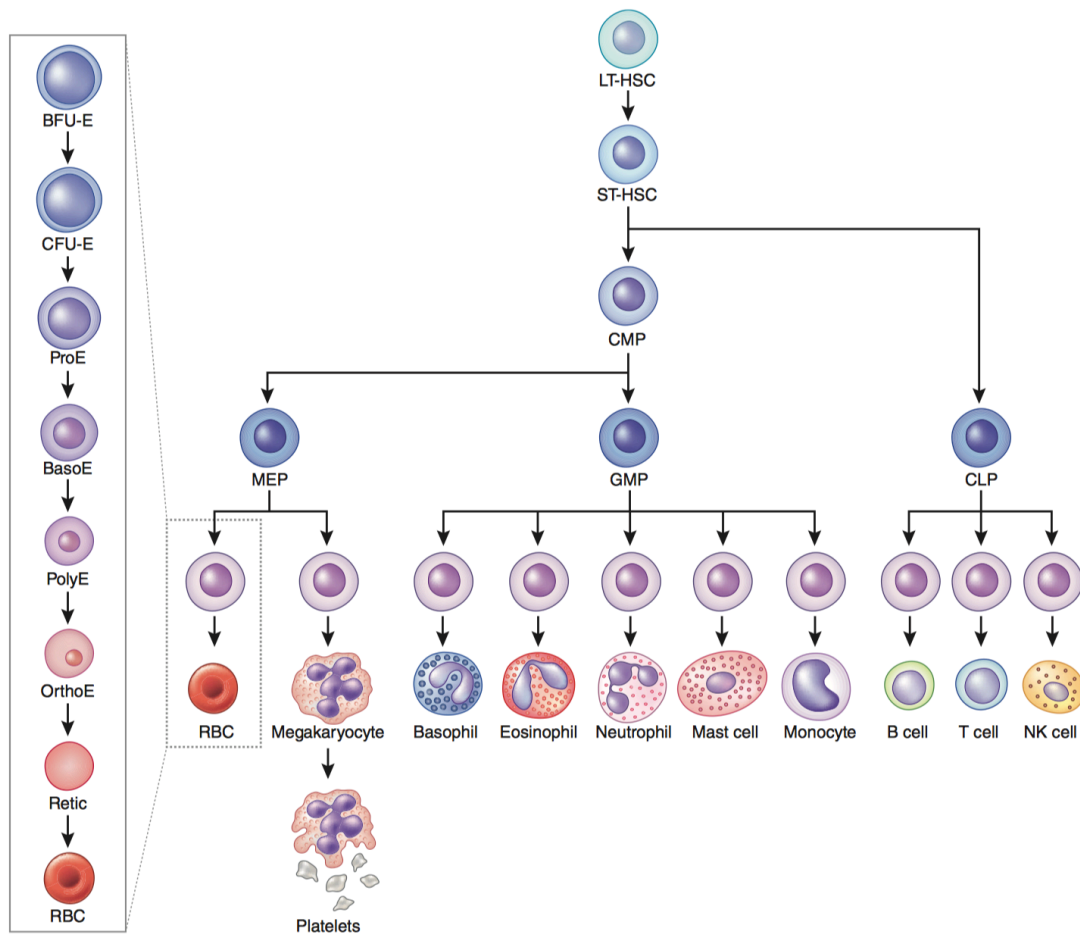 LT-HSC
ST-HSC
CMP
MEP
GMP
CLP
RBC
Megakaryocyte
Basophil
Eosinophil
Neutrophil
Mast cell
Monocyte
B cell
T cell
NK cell
Platelets
BFU-E
CFU-E
ProE
BasoE
PolyE
OrthoE
Retic
RBC